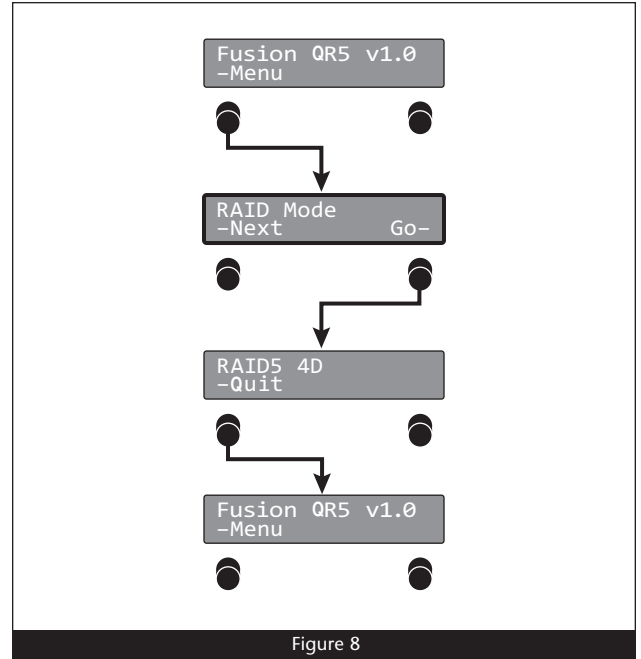 Fusion QR5 v1.0
–Menu
RAID Mode
–Next Go–
RAID5 4D
–Quit
Fusion QR5 v1.0
–Menu
Figure 8